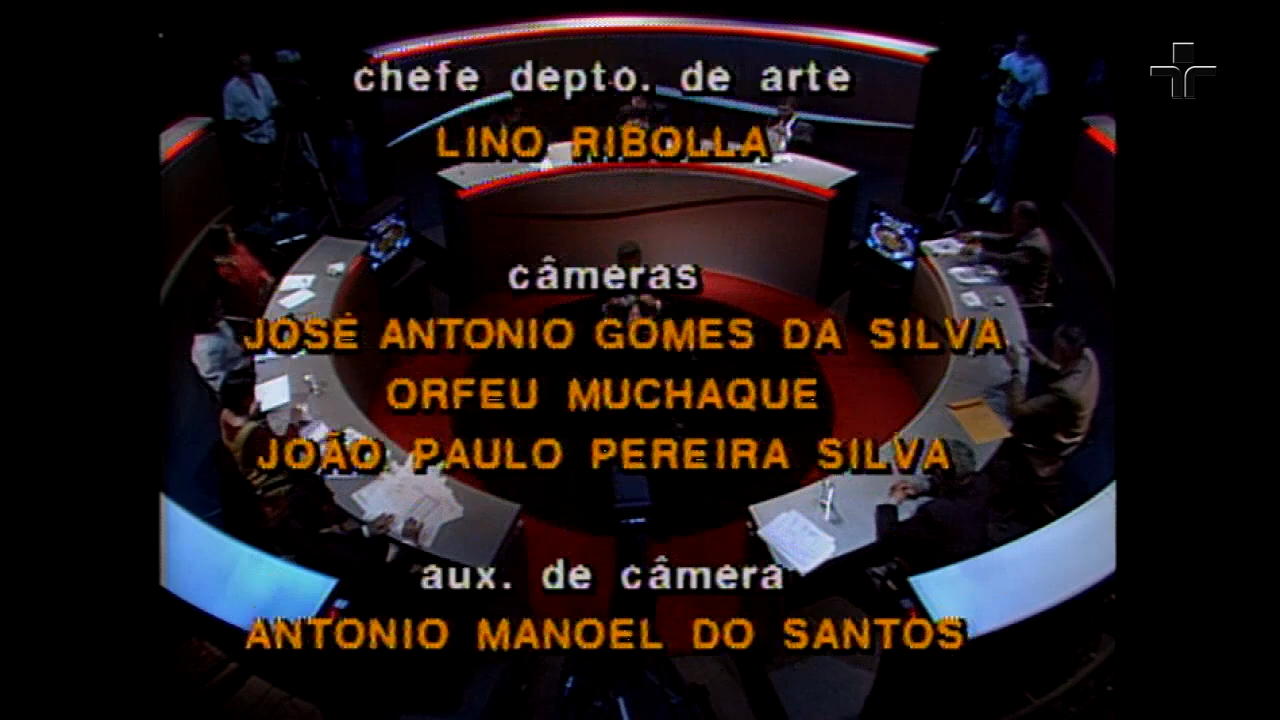 chefe depto. de arte
LINO RIBOLLA
câmeras
JOSÉ ANTONIO GOMES DA SILVA
ORFEU MUCHAQUE
JOÃO PAULO PEREIRA SILVA
aux. de câmera
ANTONIO MANOEL DO SANTOS